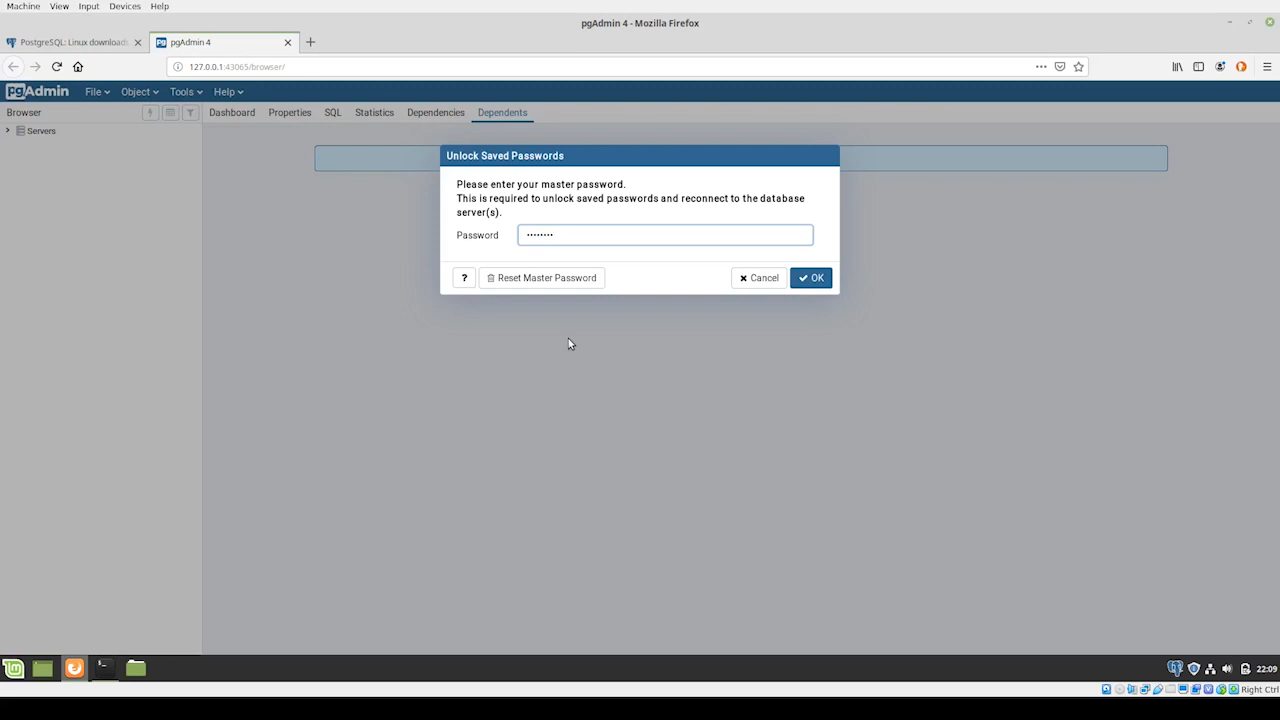 Machine View Input Devices Help
pgAdmin 4 - Mozilla Firefox
PostgreSQL: Linux downloads
pgAdmin 4
127.0.0.1:43065/browser/
pgAdmin File Object Tools Help
Browser
Dashboard Properties SQL Statistics Dependencies Dependents
Servers
Unlock Saved Passwords
Please enter your master password.
This is required to unlock saved passwords and reconnect to the database
server(s).
Password ••••••••
? Reset Master Password Cancel OK
22:09
Right Ctrl